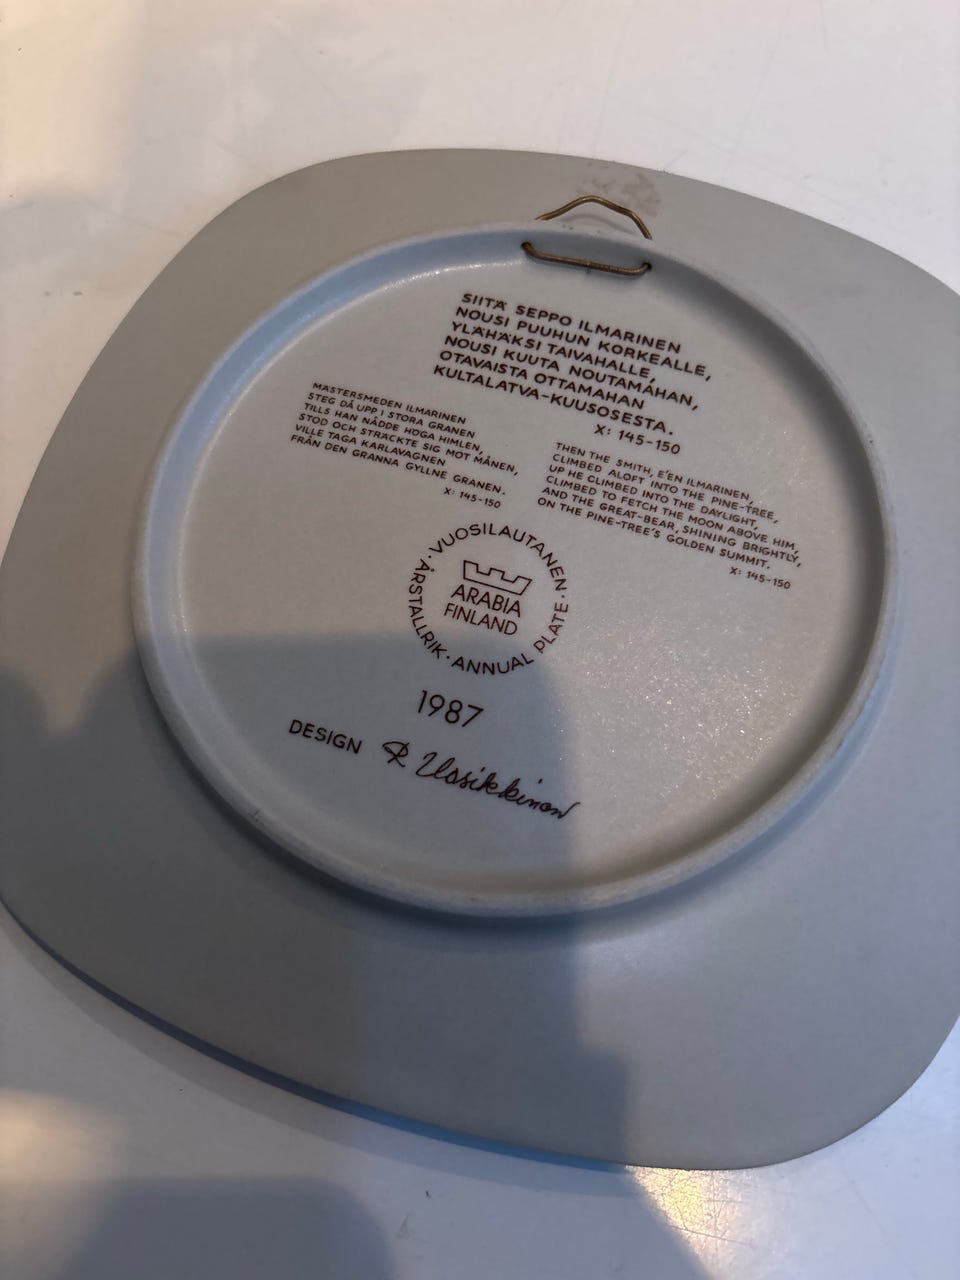 SIITÄ SEPPO ILMARINEN
NOUSI PUUHUN KORKEALLE,
YLÄHÄKSI TAIVAHALLE,
NOUSI KUUTA NOUTAMAHAN,
OTAVAISTA OTTAMAHAN
KULTALATVA-KUUSOSESTA.
X: 145-150
MÄSTERSMEDEN ILMARINEN
STEG DÅ UPP I STORA GRANEN
TILLS HAN NÅDDE HÖGA HIMLEN,
STOD OCH STRÄCKTE SIG MOT MÅNEN,
VILLE TAGA KARLAVAGNEN
FRÅN DEN GRANNA GYLLNE GRANEN.
X: 145-150
THEN THE SMITH, E'EN ILMARINEN,
CLIMBED ALOFT INTO THE PINE-TREE,
UP HE CLIMBED INTO THE DAYLIGHT,
CLIMBED TO FETCH THE MOON ABOVE HIM,
AND THE GREAT-BEAR, SHINING BRIGHTLY,
ON THE PINE-TREE'S GOLDEN SUMMIT.
X: 145-150
VUOSILAUTANEN · ÅRSTALLRIK · ANNUAL PLATE ·
ARABIA
FINLAND
1987
DESIGN R Uosikkinen